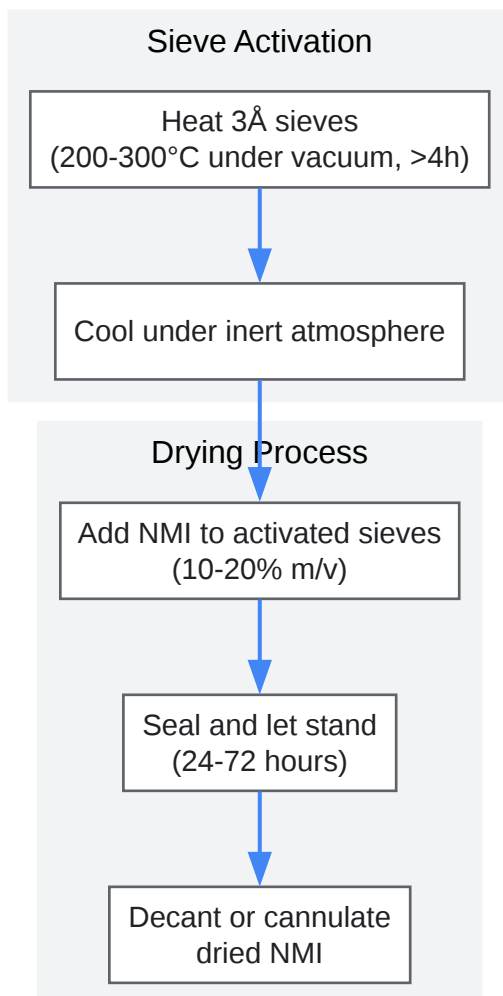 Sieve Activation
Heat 3Å sieves
(200-300°C under vacuum, >4h)
Cool under inert atmosphere
Drying Process
Add NMI to activated sieves
(10-20% m/v)
Seal and let stand
(24-72 hours)
Decant or cannulate
dried NMI